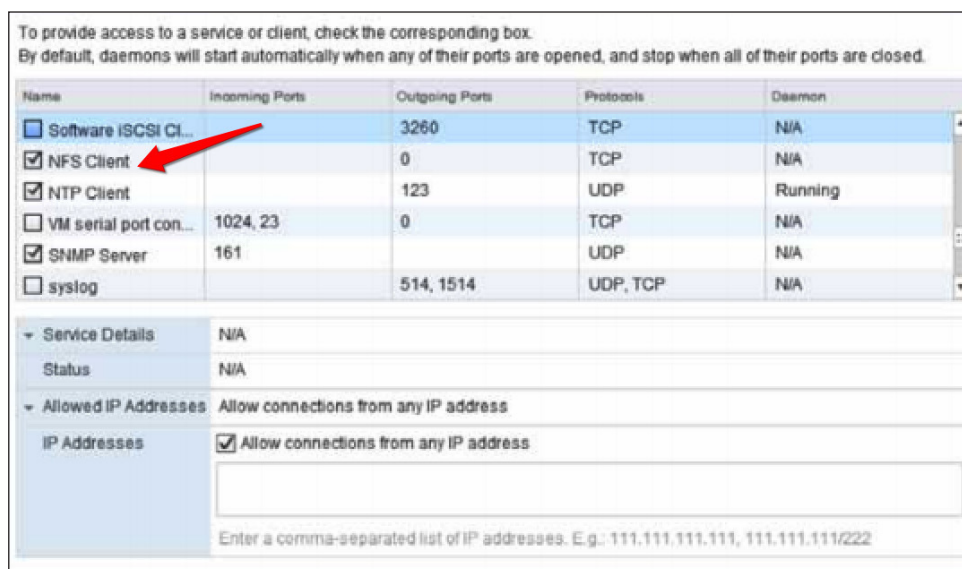 To provide access to a service or client, check the corresponding box.
By default, daemons will start automatically when any of their ports are opened, and stop when all of their ports are closed.
Name Incoming Ports Outgoing Ports Protocols Daemon
Software iSCSI Cl... 3260 TCP N/A
NFS Client 0 TCP N/A
NTP Client 123 UDP Running
VM serial port con... 1024, 23 0 TCP N/A
SNMP Server 161 UDP N/A
syslog 514, 1514 UDP, TCP N/A
Service Details N/A
Status N/A
Allowed IP Addresses Allow connections from any IP address
IP Addresses Allow connections from any IP address
Enter a comma-separated list of IP addresses. E.g.: 111.111.111.111, 111.111.111/222